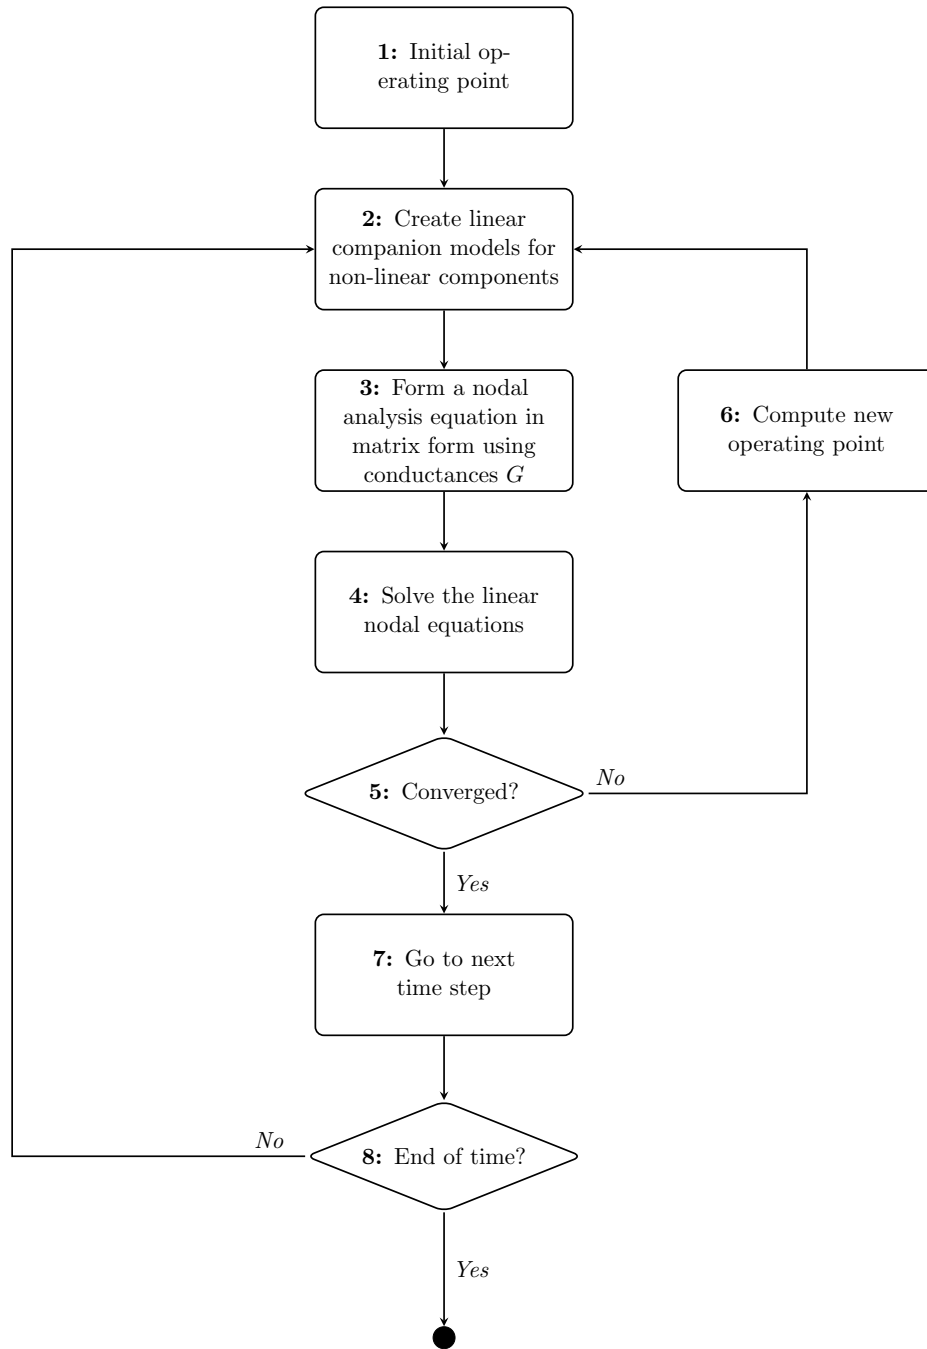 1: Initial op-
erating point
2: Create linear
companion models for
non-linear components
3: Form a nodal
analysis equation in
matrix form using
conductances G
6: Compute new
operating point
4: Solve the linear
nodal equations
5: Converged?
No
Yes
7: Go to next
time step
No
8: End of time?
Yes